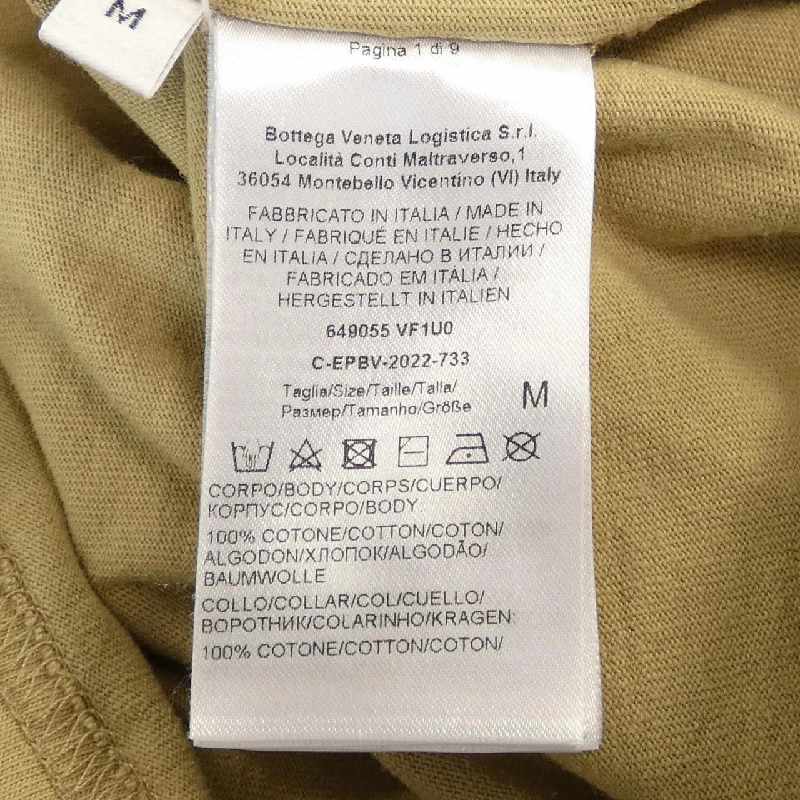 M
Pagina 1 di 9
Bottega Veneta Logistica S.r.l.
Località Conti Maltraverso,1
36054 Montebello Vicentino (VI) Italy
FABBRICATO IN ITALIA / MADE IN
ITALY / FABRIQUÉ EN ITALIE / HECHO
EN ITALIA / СДЕЛАНО В ИТАЛИИ /
FABRICADO EM ITÁLIA /
HERGESTELLT IN ITALIEN
649055 VF1U0
C-EPBV-2022-733
Taglia/Size/Taille/Talla/
Размер/Tamanho/Größe M
CORPO/BODY/CORPS/CUERPO/
КОРПУС/CORPO/BODY
100% COTONE/COTTON/COTON/
ALGODON/ХЛОПОК/ALGODÃO/
BAUMWOLLE
COLLO/COLLAR/COL/CUELLO/
ВОРОТНИК/COLARINHO/KRAGEN:
100% COTONE/COTTON/COTON/